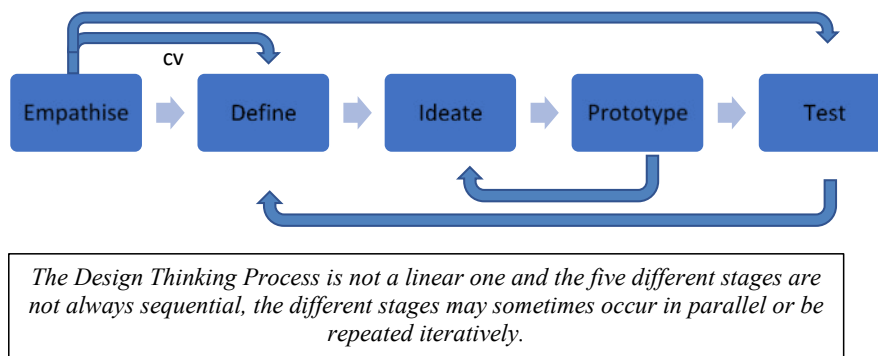 cv
Empathise
Define
Ideate
Prototype
Test
The Design Thinking Process is not a linear one and the five different stages are
not always sequential, the different stages may sometimes occur in parallel or be
repeated iteratively.